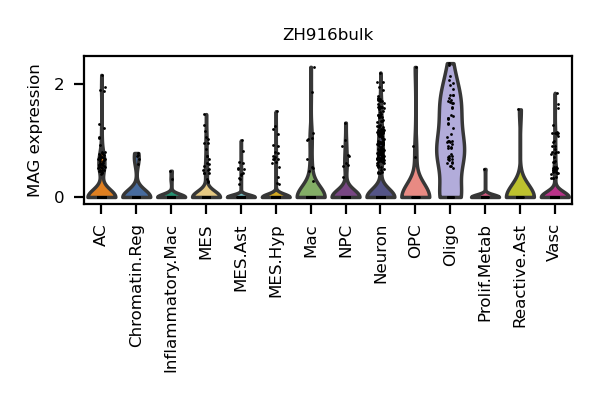 ZH916bulk
MAG expression
2
0
AC
Chromatin.Reg
Inflammatory.Mac
MES
MES.Ast
MES.Hyp
Mac
NPC
Neuron
OPC
Oligo
Prolif.Metab
Reactive.Ast
Vasc